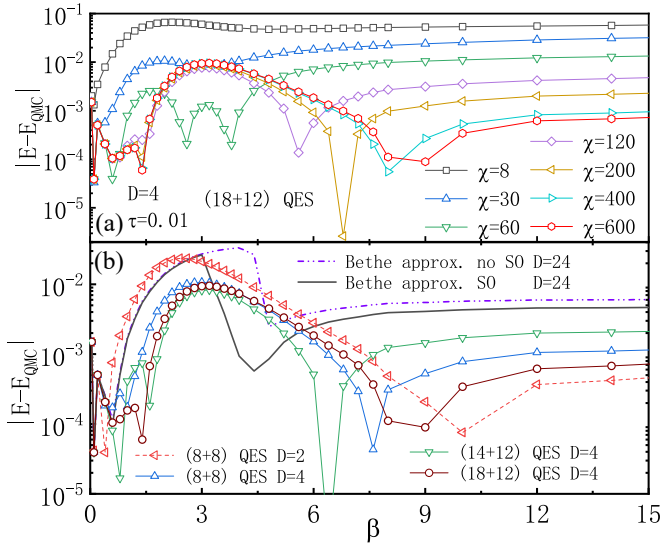 10⁻¹
10⁻²
10⁻³
10⁻⁴
10⁻⁵
|E-E_QMC|
D=4 (18+12) QES
(a) τ=0.01
χ=8
χ=30
χ=60
χ=120
χ=200
χ=400
χ=600
(b)
Bethe approx. no SO D=24
Bethe approx. SO D=24
10⁻²
10⁻³
10⁻⁴
10⁻⁵
|E-E_QMC|
(8+8) QES D=2
(8+8) QES D=4
(14+12) QES D=4
(18+12) QES D=4
0 3 6 9 12 15
β